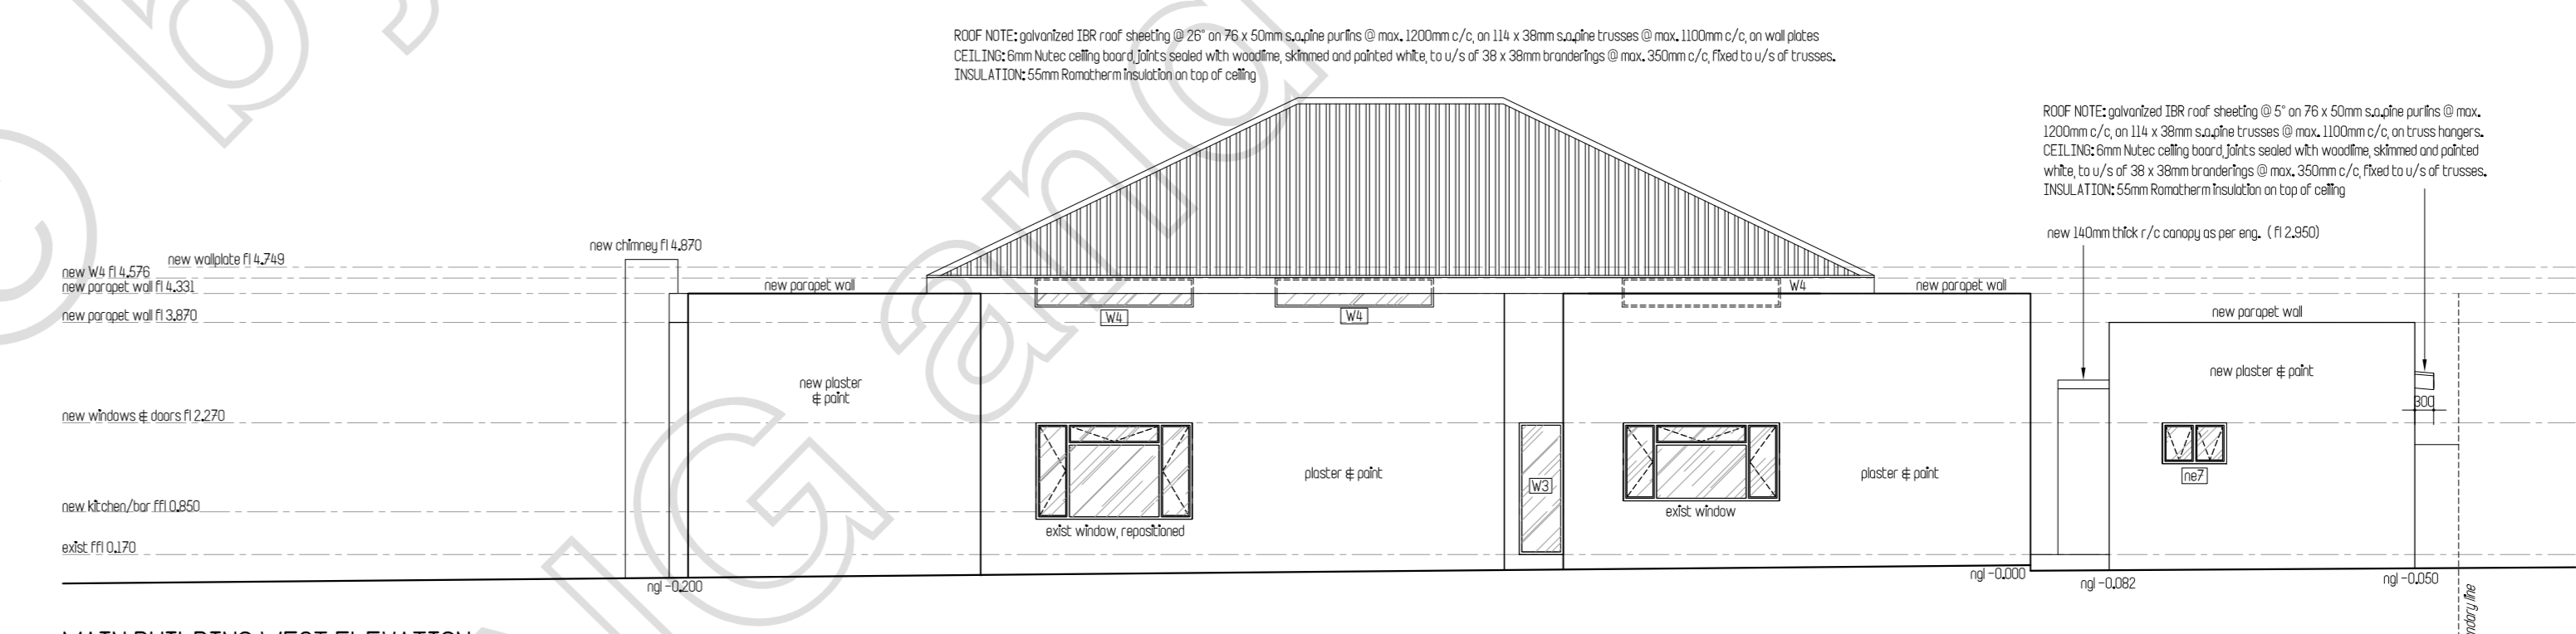 ROOF NOTE: galvanized IBR roof sheeting @ 26° on 76 x 50mm s.a.pine purlins @ max. 1200mm c/c, on 114 x 38mm s.a.pine trusses @ max. 1100mm c/c, on wall plates
CEILING: 6mm Nutec ceiling board, joints sealed with woodlime, skimmed and painted white, to u/s of 38 x 38mm branderings @ max. 350mm c/c, fixed to u/s of trusses.
INSULATION: 55mm Romatherm insulation on top of ceiling
ROOF NOTE: galvanized IBR roof sheeting @ 5° on 76 x 50mm s.a.pine purlins @ max.
1200mm c/c, on 114 x 38mm s.a.pine trusses @ max. 1100mm c/c, on truss hangers.
CEILING: 6mm Nutec ceiling board, joints sealed with woodlime, skimmed and painted
white, to u/s of 38 x 38mm branderings @ max. 350mm c/c, fixed to u/s of trusses.
INSULATION: 55mm Romatherm insulation on top of ceiling
new 140mm thick r/c canopy as per eng. ( fl 2.950)
new chimney fl 4.870
new wallplate fl 4.749
new W4 fl 4.576
new parapet wall fl 4.331
new parapet wall
W4
new parapet wall
new parapet wall fl 3.870
W4
W4
new parapet wall
new plaster
& paint
new plaster & paint
300
new windows & doors fl 2.270
plaster & paint
W3
plaster & paint
ne7
new kitchen/bar ffl 0.850
exist window, repositioned
exist window
exist ffl 0.170
ngl -0.200
ngl -0.000
ngl -0.082
ngl -0.050
MAIN BUILDING WEST ELEVATION
© by
NG and